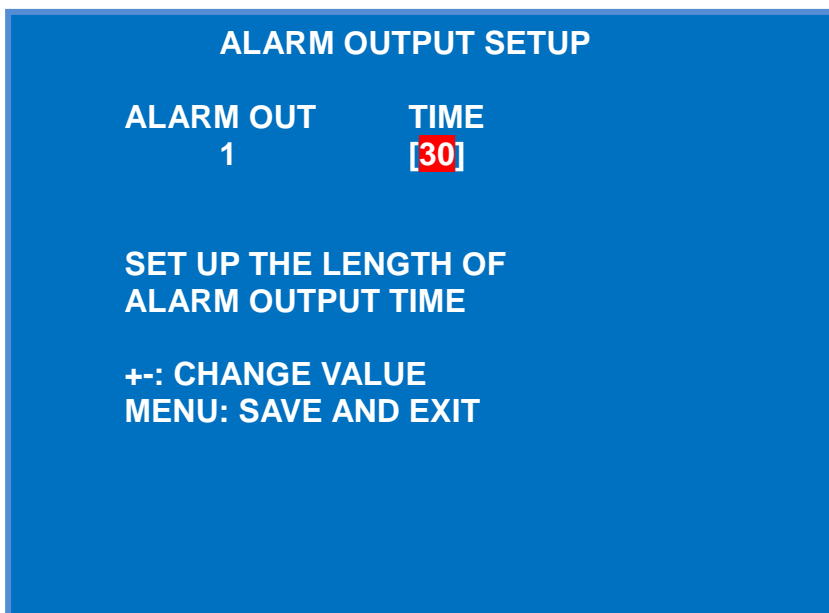 ALARM OUTPUT SETUP
ALARM OUT TIME
1 [30]
SET UP THE LENGTH OF
ALARM OUTPUT TIME
+-: CHANGE VALUE
MENU: SAVE AND EXIT